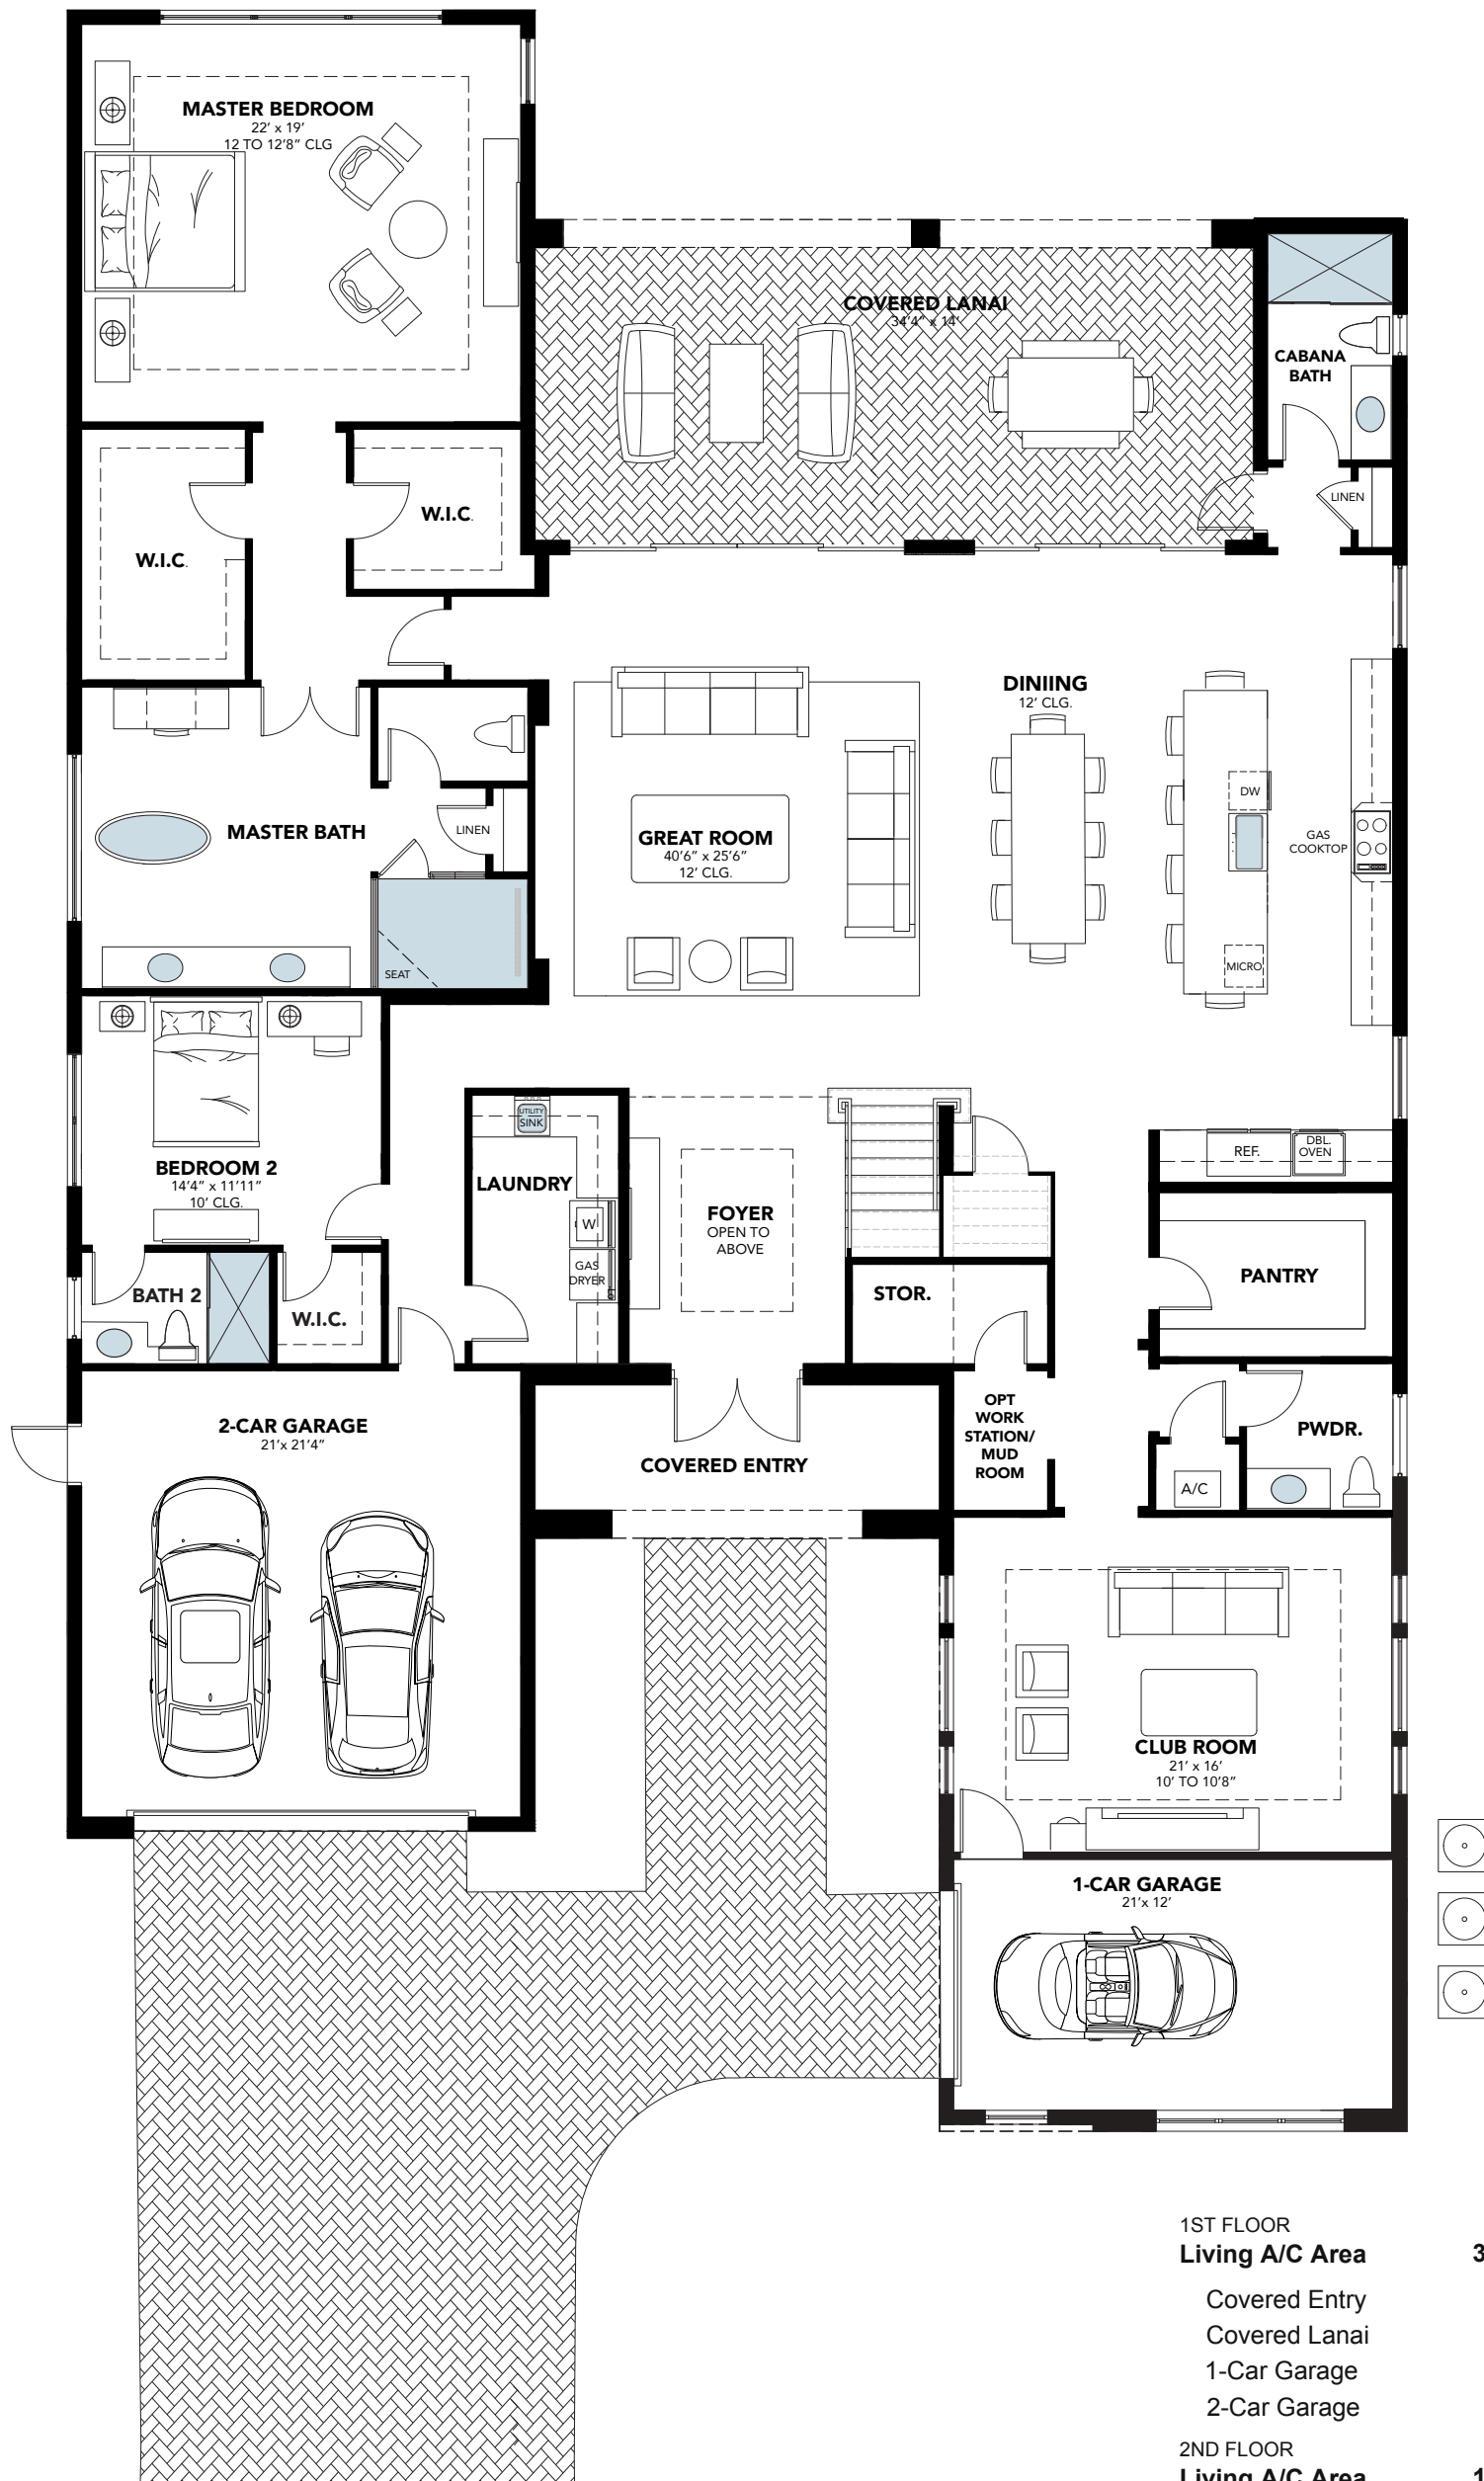 MASTER BEDROOM
22' x 19'
12 TO 12'8" CLG
COVERED LANAI
34'4" x 14'
CABANA
BATH
LINEN
W.I.C.
W.I.C.
DINIING
12' CLG.
MASTER BATH
LINEN
SEAT
GREAT ROOM
40'6" x 25'6"
12' CLG.
DW
GAS
COOKTOP
MICRO
BEDROOM 2
14'4" x 11'11"
10' CLG.
UTILITY
SINK
LAUNDRY
W
GAS
DRYER
FOYER
OPEN TO
ABOVE
REF.
DBL.
OVEN
PANTRY
STOR.
BATH 2
W.I.C.
2-CAR GARAGE
21'x 21'4"
COVERED ENTRY
OPT
WORK
STATION/
MUD
ROOM
A/C
PWDR.
CLUB ROOM
21' x 16'
10' TO 10'8"
1-CAR GARAGE
21'x 12'
1ST FLOOR
Living A/C Area 3
Covered Entry
Covered Lanai
1-Car Garage
2-Car Garage
2ND FLOOR
Living A/C Area 1